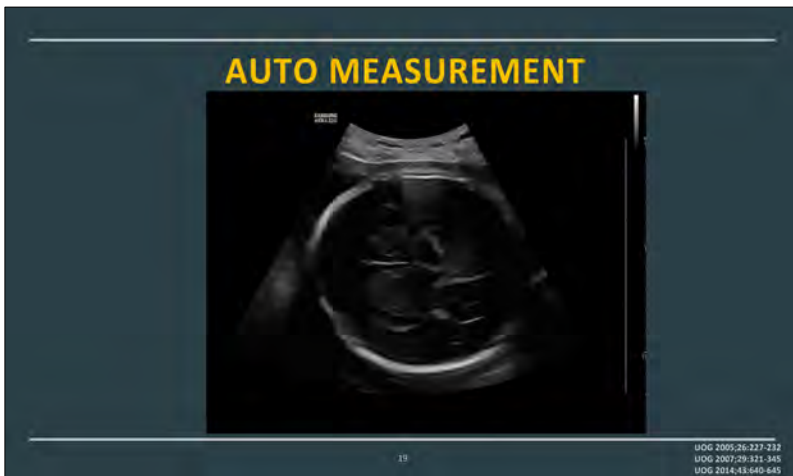 AUTO MEASUREMENT
19
UOG 2005;26:227-232
UOG 2007;29:321-345
UOG 2014;43:640-645